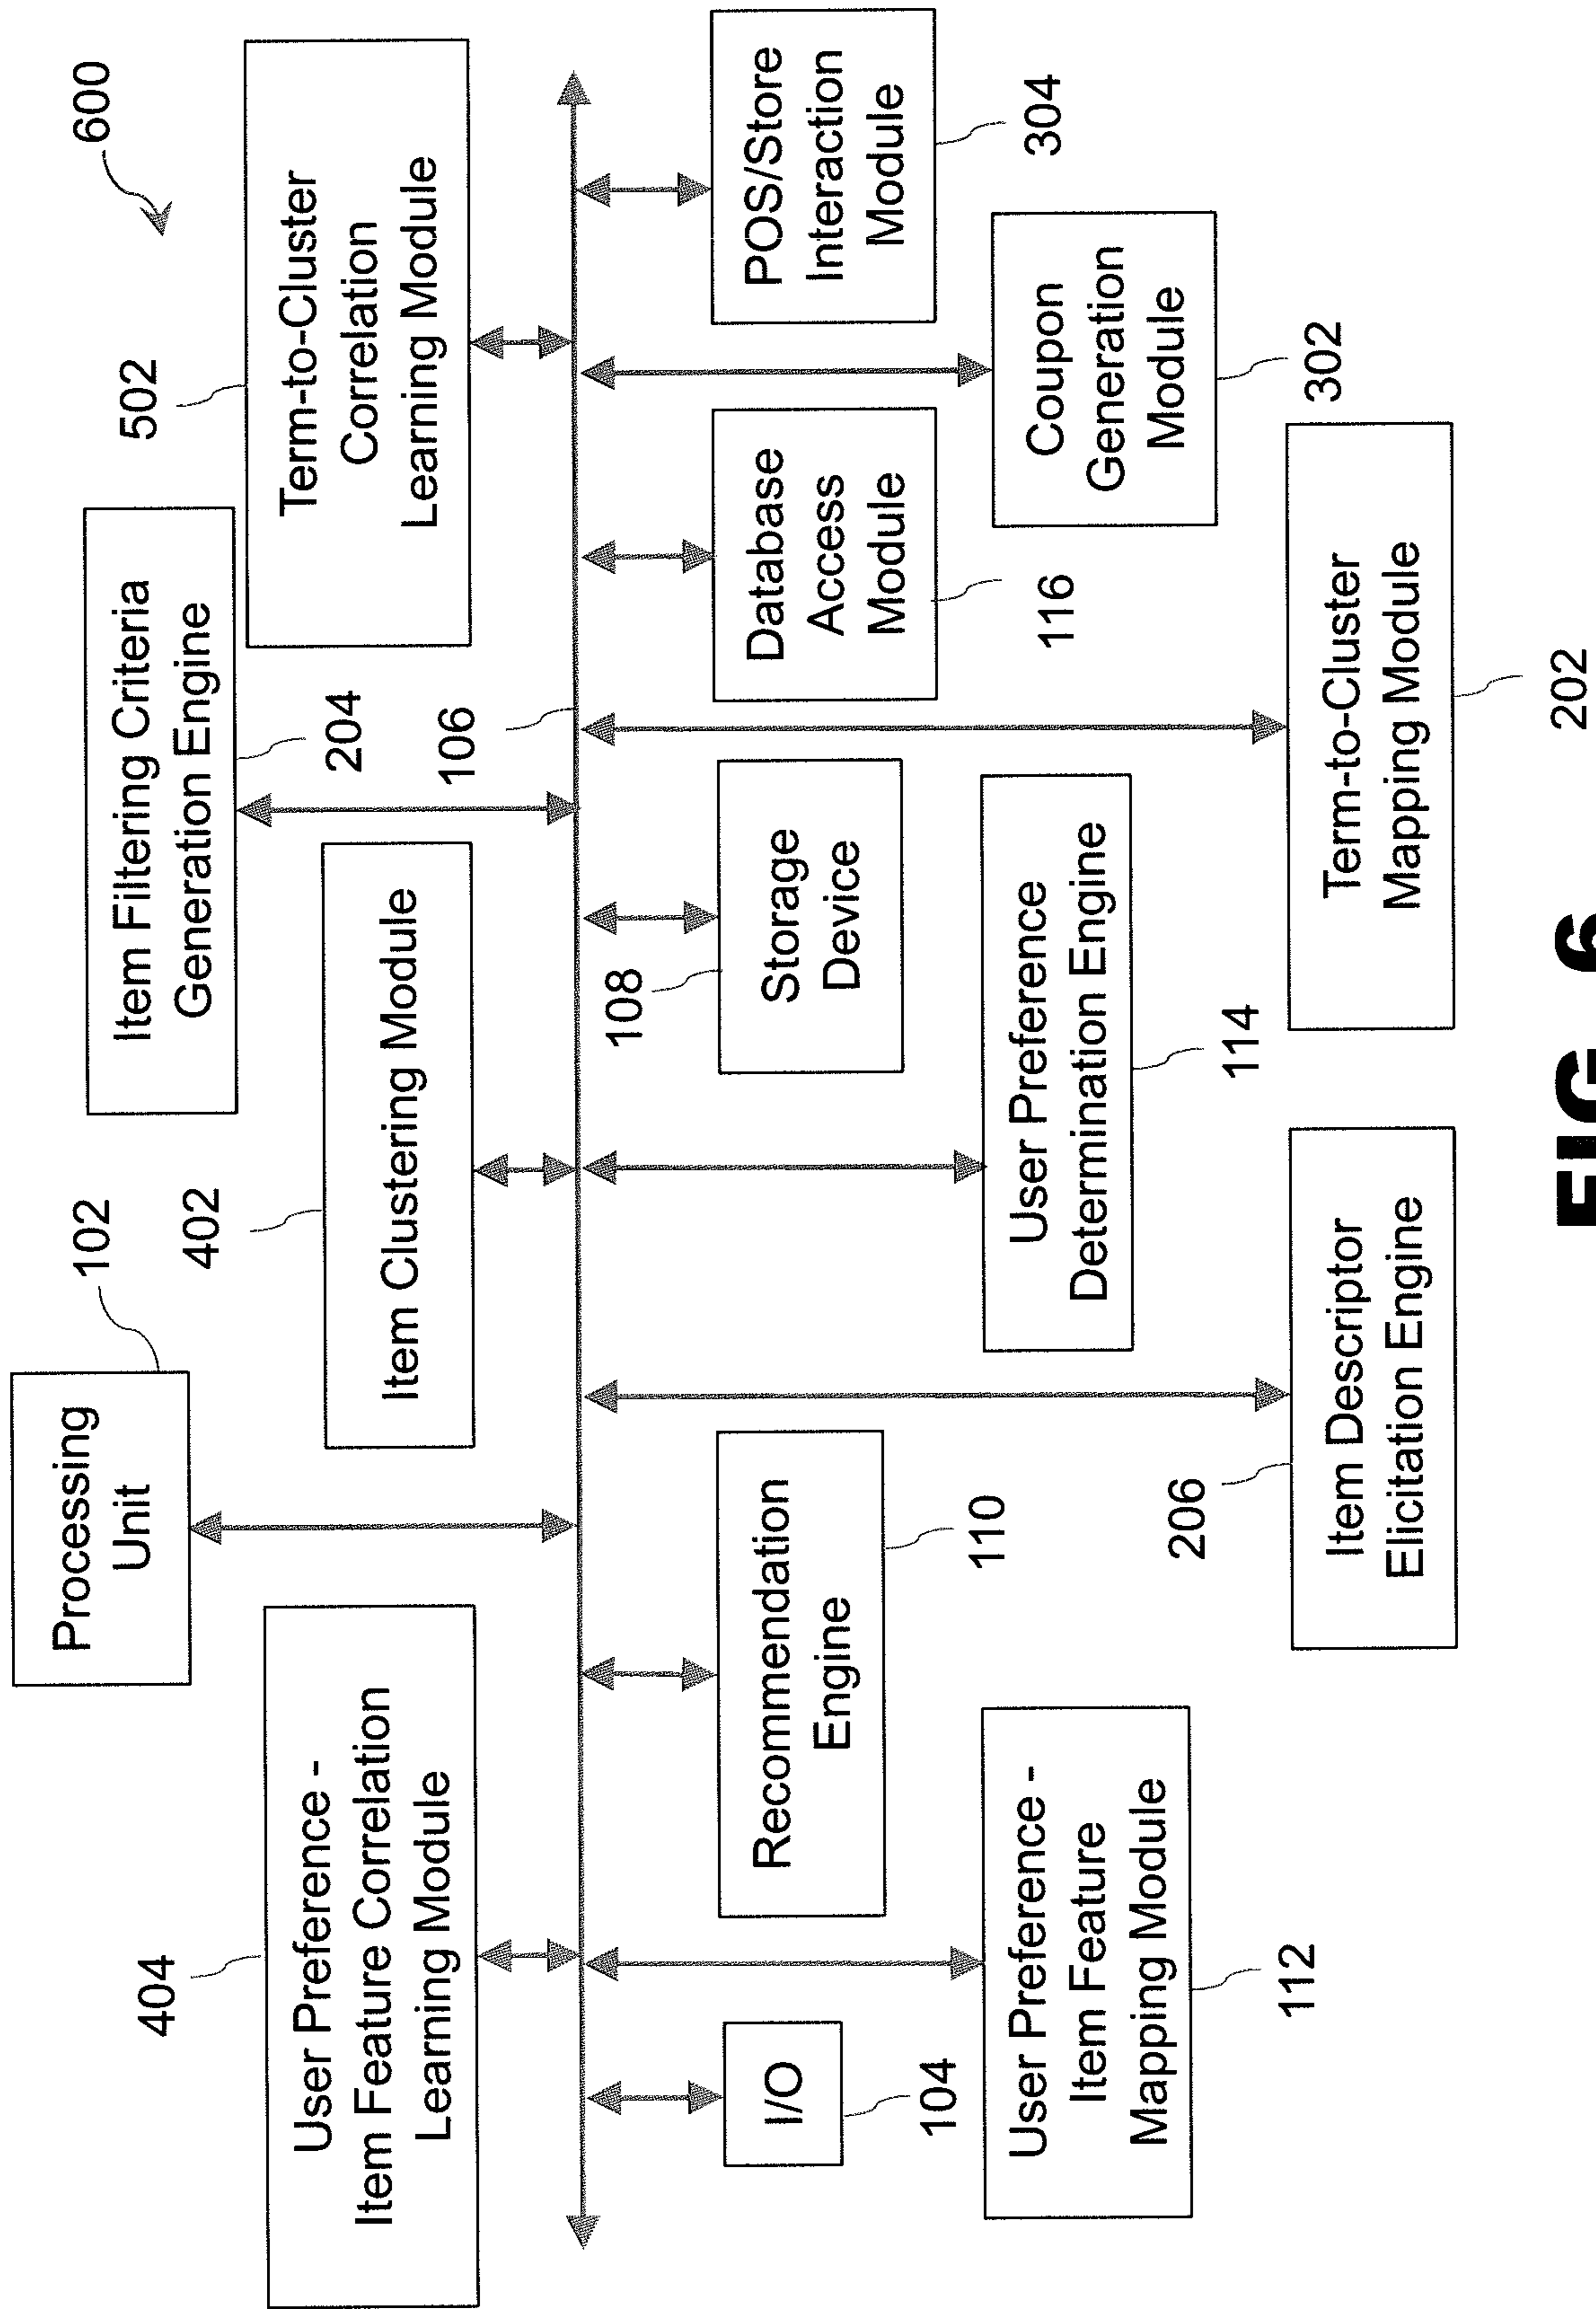 600
404
User Preference -
Item Feature Correlation
Learning Module
Processing
Unit
102
402
Item Clustering Module
Item Filtering Criteria
Generation Engine
204
502
Term-to-Cluster
Correlation
Learning Module
106
I/O
104
Recommendation
Engine
110
108
Storage
Device
Database
Access
Module
116
POS/Store
Interaction
Module
304
User Preference -
Item Feature
Mapping Module
112
User Preference
Determination Engine
114
Coupon
Generation
Module
302
206
Item Descriptor
Elicitation Engine
Term-to-Cluster
Mapping Module
202
FIG. 6